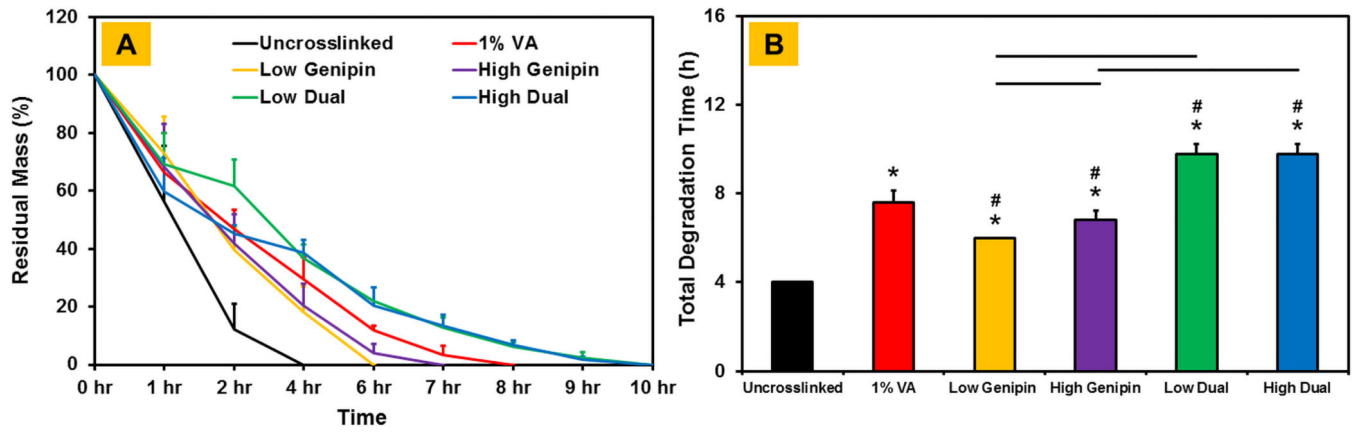 A
Uncrosslinked
1% VA
Low Genipin
High Genipin
Low Dual
High Dual
Residual Mass (%)
120
100
80
60
40
20
0
0 hr
1 hr
2 hr
4 hr
6 hr
7 hr
8 hr
9 hr
10 hr
Time
B
Total Degradation Time (h)
16
12
8
4
0
*
#
*
#
*
#
*
#
*
Uncrosslinked
1% VA
Low Genipin
High Genipin
Low Dual
High Dual